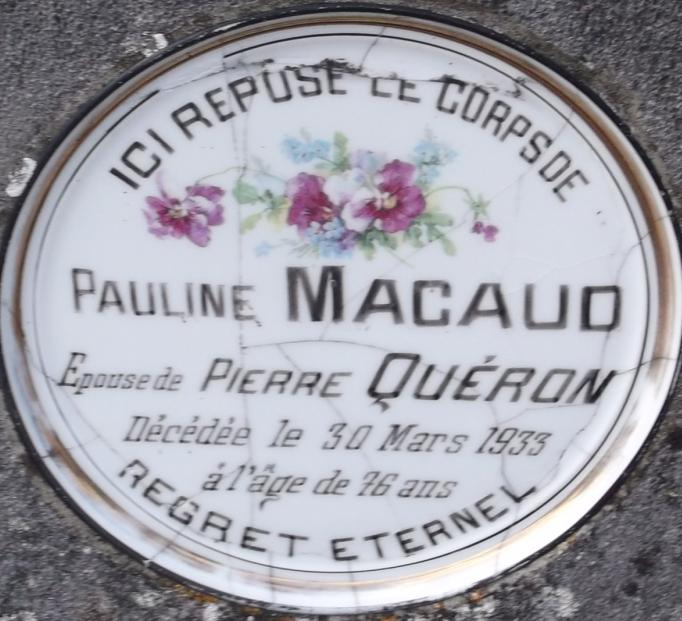 ICI REPOSE LE CORPS DE
PAULINE MACAUD
Epouse de PIERRE QUÉRON
Décédée le 30 Mars 1933
à l'âge de 76 ans
REGRET ETERNEL